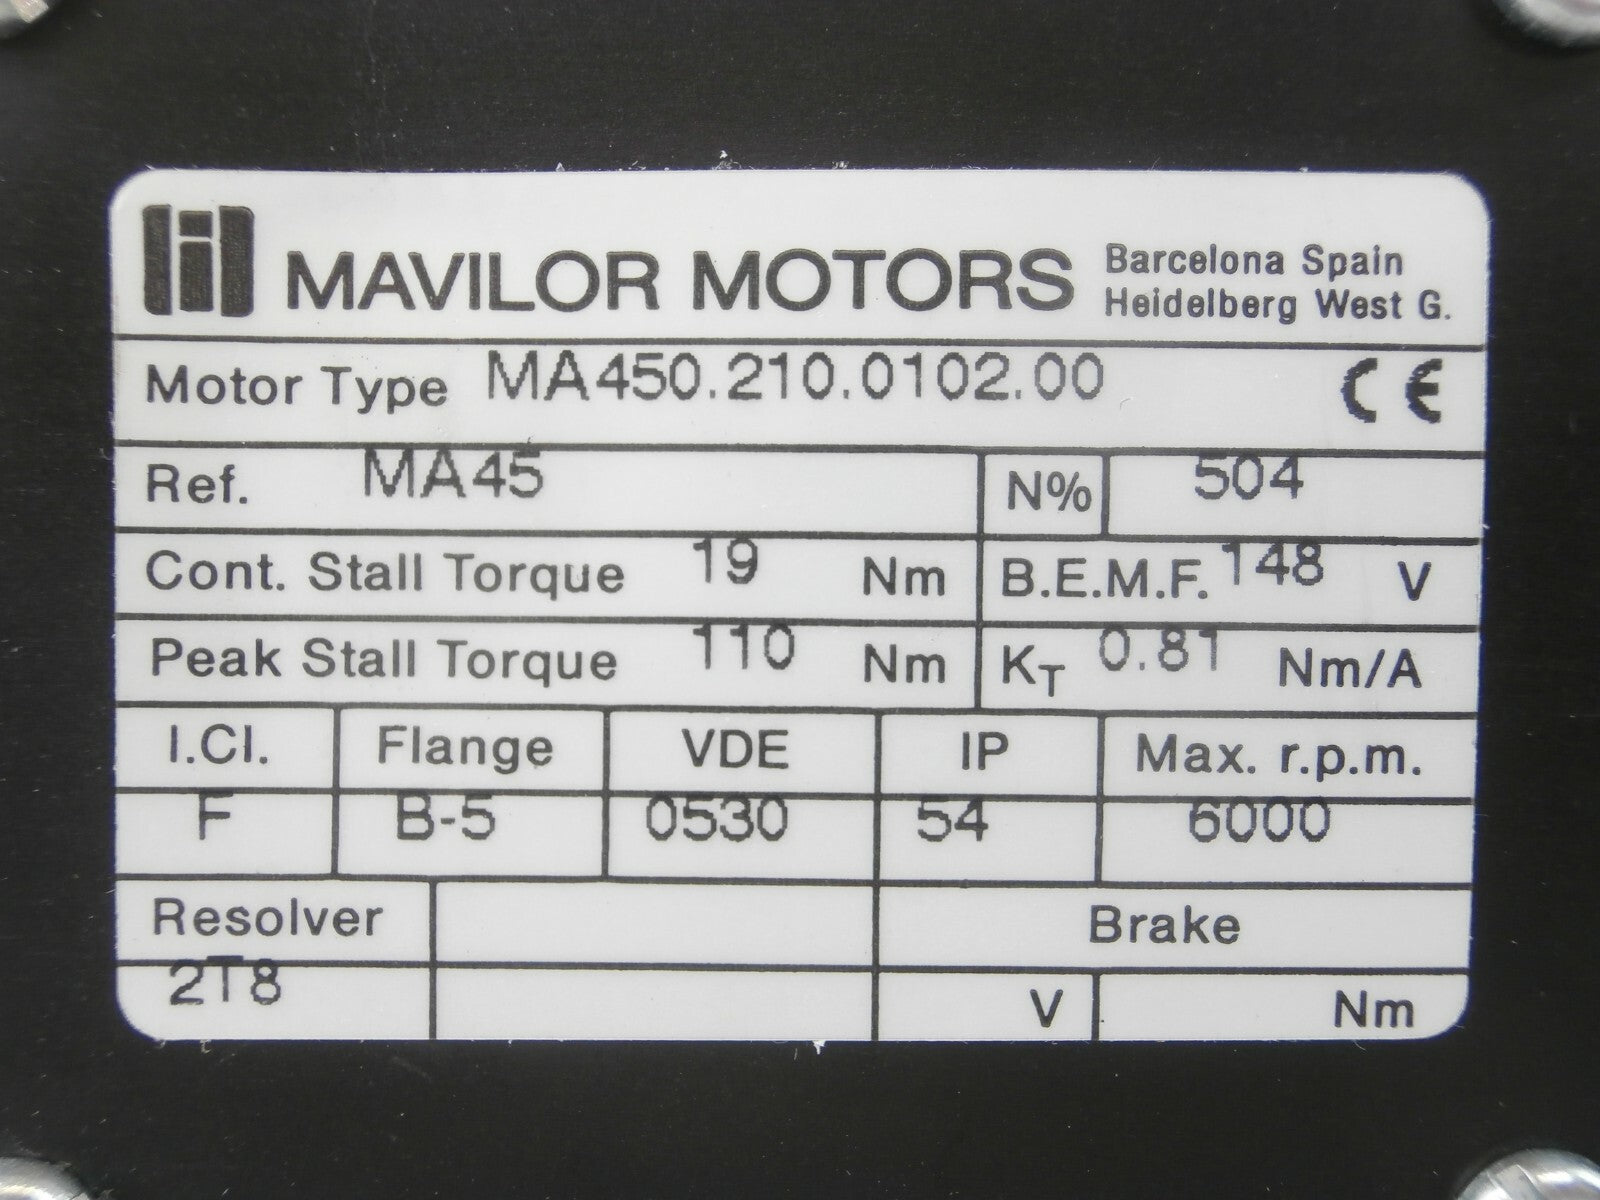 MAVILOR MOTORS Barcelona Spain
Heidelberg West G.
Motor Type MA450.210.0102.00 CE
Ref. MA45 N% 504
Cont. Stall Torque 19 Nm B.E.M.F. 148 V
Peak Stall Torque 110 Nm KT 0.81 Nm/A
I.Cl. Flange VDE IP Max. r.p.m.
F B-5 0530 54 6000
Resolver Brake
2T8 V Nm